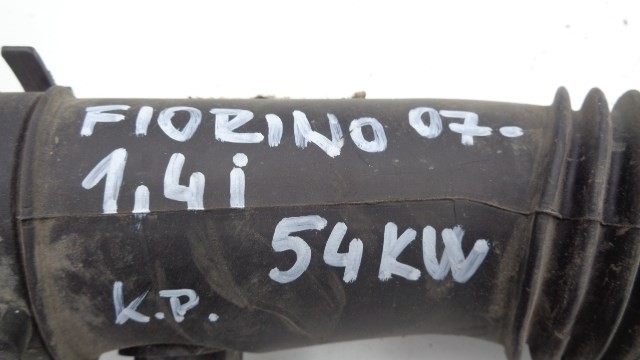 FIORINO 07-
1,4i
54KW
K.P.